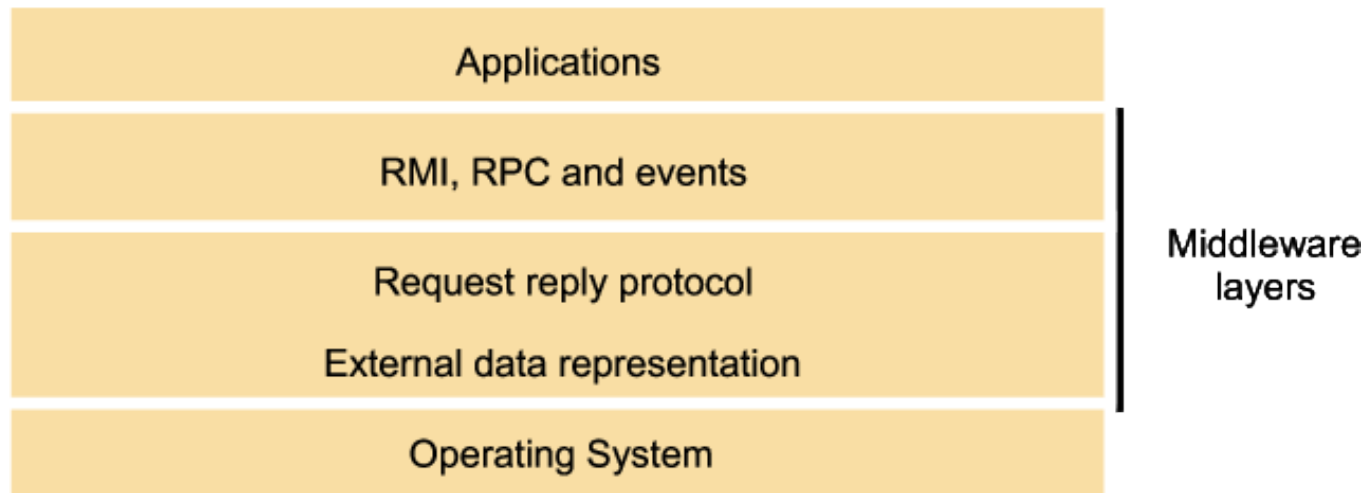 Applications
RMI, RPC and events
Request reply protocol
External data representation
Operating System
Middleware
layers